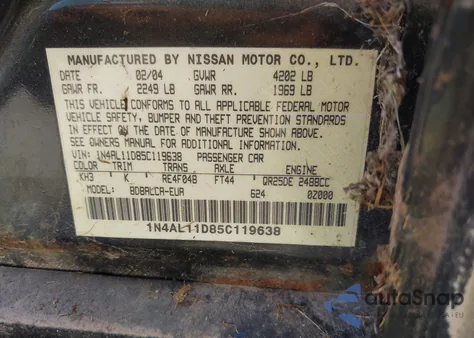 MANUFACTURED BY NISSAN MOTOR CO., LTD.
DATE 02/04 GVWR 4202 LB
GAWR FR. 2249 LB GAWR RR. 1969 LB
THIS VEHICLE CONFORMS TO ALL APPLICABLE FEDERAL MOTOR
VEHICLE SAFETY, BUMPER AND THEFT PREVENTION STANDARDS
IN EFFECT ON THE DATE OF MANUFACTURE SHOWN ABOVE.
SEE OWNERS MANUAL FOR ADDITIONAL INFORMATION.
VIN:1N4AL11D85C119638 PASSENGER CAR
COLOR TRIM TRANS AXLE ENGINE
KH3 K RE4F04B FT44 QR25DE 2488CC
MODEL: BDBALCA-EUA 624 0Z000
1N4AL11D85C119638
autoSnap